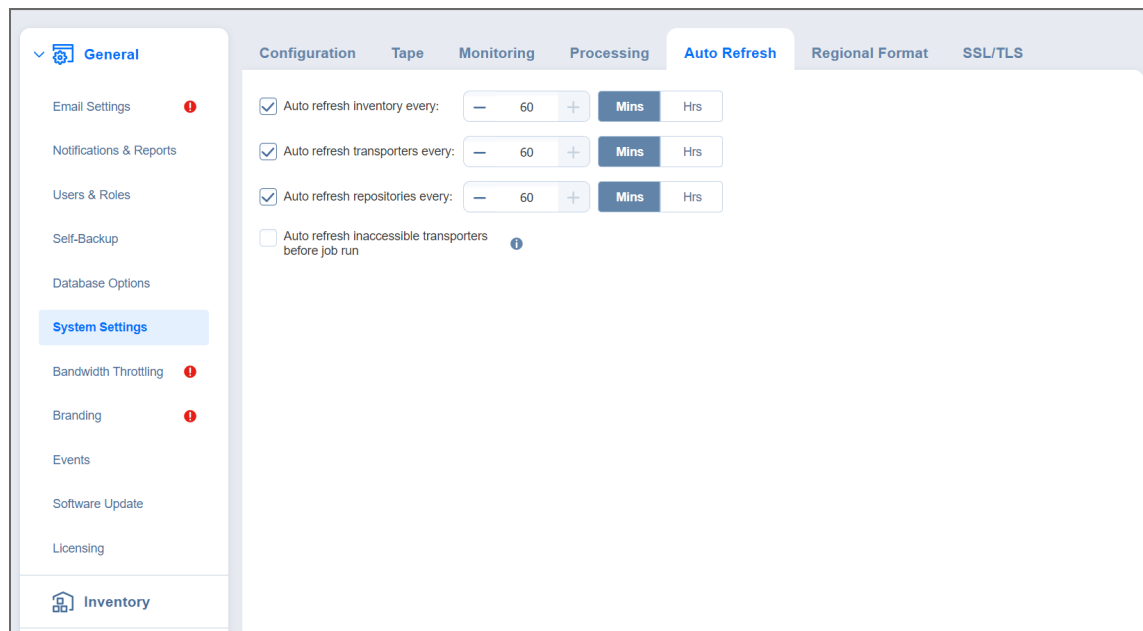 General
Email Settings
Notifications & Reports
Users & Roles
Self-Backup
Database Options
System Settings
Bandwidth Throttling
Branding
Events
Software Update
Licensing
Inventory
Configuration Tape Monitoring Processing Auto Refresh Regional Format SSL/TLS
Auto refresh inventory every: 60 Mins Hrs
Auto refresh transporters every: 60 Mins Hrs
Auto refresh repositories every: 60 Mins Hrs
Auto refresh inaccessible transporters
before job run